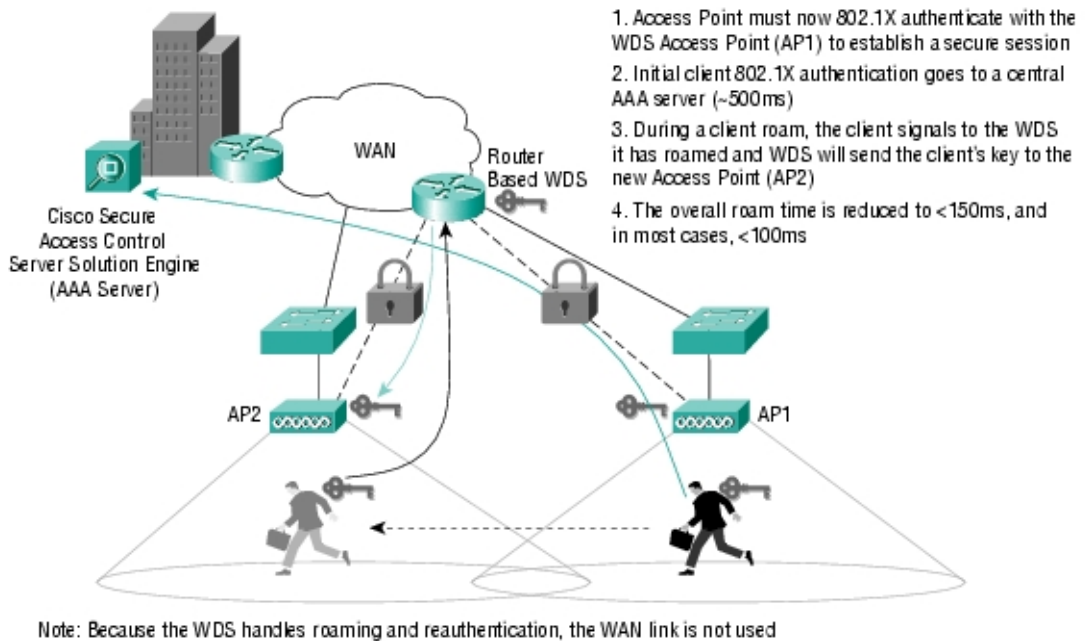 1. Access Point must now 802.1X authenticate with the
WDS Access Point (AP1) to establish a secure session
2. Initial client 802.1X authentication goes to a central
AAA server (~500ms)
3. During a client roam, the client signals to the WDS
it has roamed and WDS will send the client's key to the
new Access Point (AP2)
4. The overall roam time is reduced to <150ms, and
in most cases, <100ms
WAN
Router
Based WDS
Cisco Secure
Access Control
Server Solution Engine
(AAA Server)
AP2
AP1
Note: Because the WDS handles roaming and reauthentication, the WAN link is not used